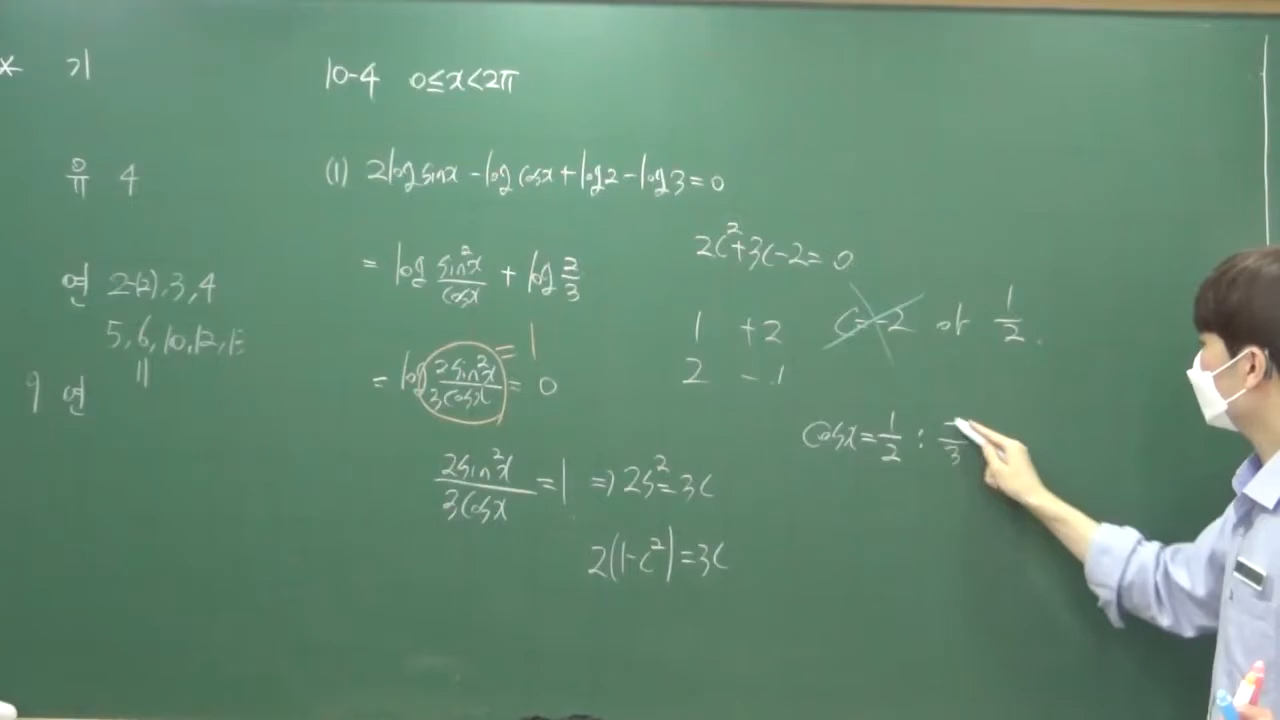 * 기
유 4
연 2-(2), 3, 4
5, 6, 10, 12, 13
11
9 연
10-4 0≤x<2π
(1) 2log sinx - log cosx + log2 - log3 = 0
= log sin²x/cosx + log 2/3
= log 2sin²x/3cosx = 0
= 1
2sin²x/3cosx = 1 ⇒ 2s² = 3c
2(1-c²) = 3c
2c²+3c-2=0
1 +2
2 -1
c=-2 or 1/2.
cosx = 1/2 :